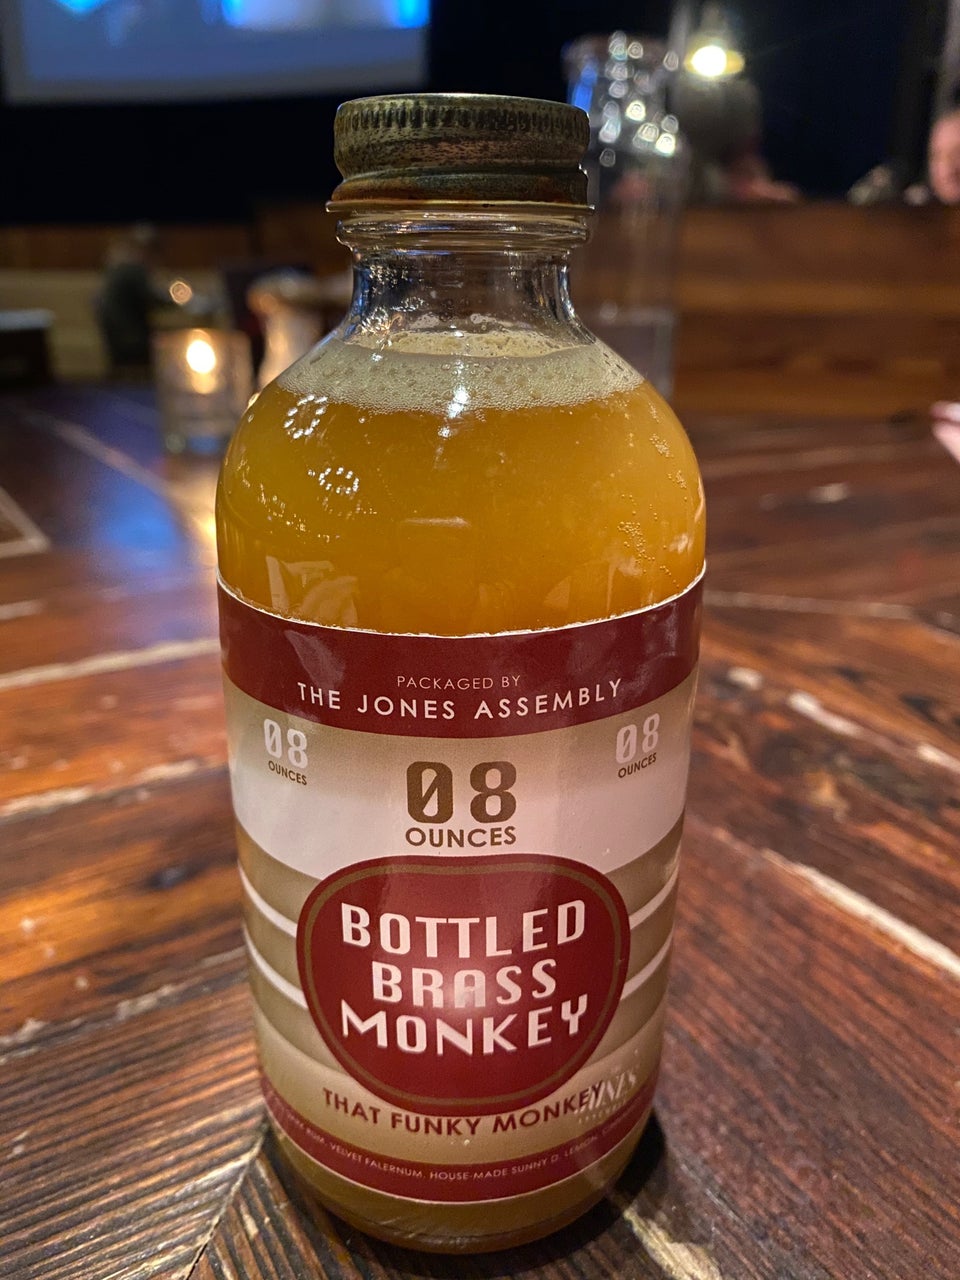 PACKAGED BY
THE JONES ASSEMBLY
08
OUNCES
08
OUNCES
08
OUNCES
BOTTLED
BRASS
MONKEY
THAT FUNKY MONKEY
RUM, VELVET FALERNUM, HOUSE-MADE SUNNY D, LEMON,